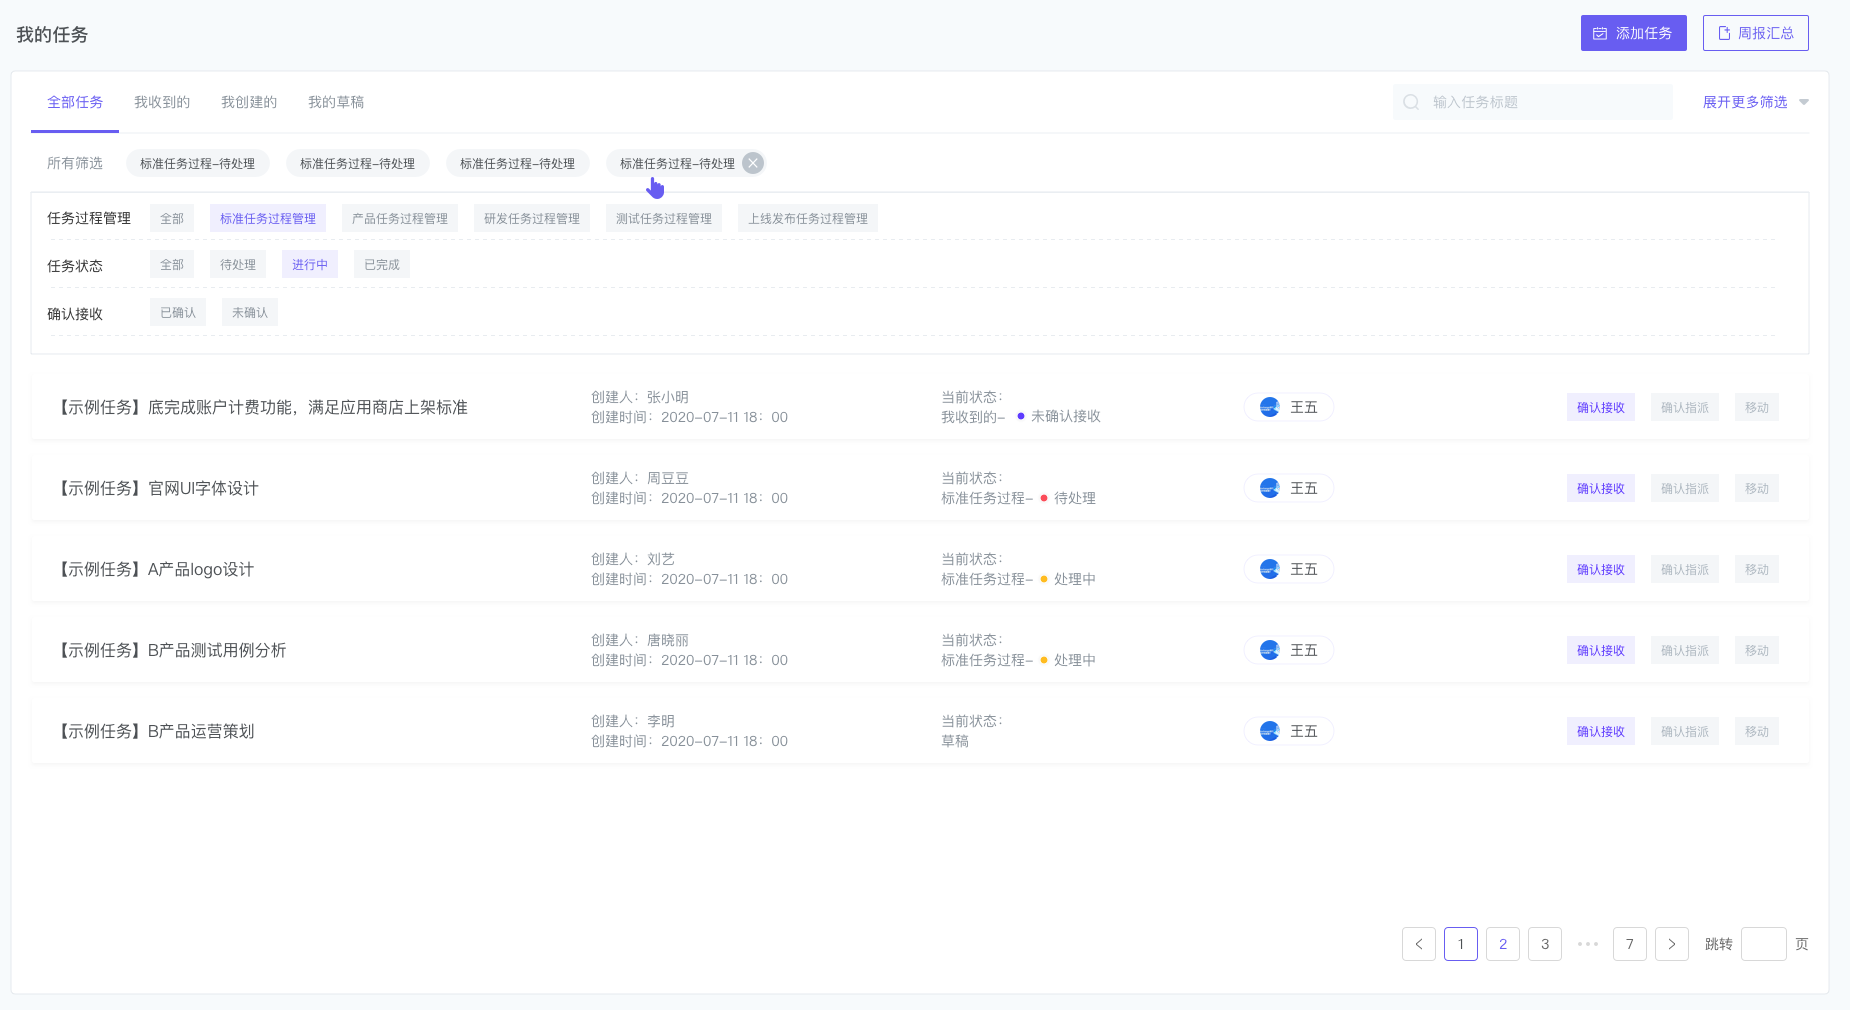 我的任务
添加任务
周报汇总
全部任务 我收到的 我创建的 我的草稿
输入任务标题
展开更多筛选
所有筛选 标准任务过程-待处理 标准任务过程-待处理 标准任务过程-待处理 标准任务过程-待处理
任务过程管理 全部 标准任务过程管理 产品任务过程管理 研发任务过程管理 测试任务过程管理 上线发布任务过程管理
任务状态 全部 待处理 进行中 已完成
确认接收 已确认 未确认
【示例任务】底完成账户计费功能，满足应用商店上架标准
创建人：张小明
创建时间：2020-07-11 18：00
当前状态：
我收到的- 未确认接收
王五
确认接收 确认指派 移动
【示例任务】官网UI字体设计
创建人：周豆豆
创建时间：2020-07-11 18：00
当前状态：
标准任务过程- 待处理
王五
确认接收 确认指派 移动
【示例任务】A产品logo设计
创建人：刘艺
创建时间：2020-07-11 18：00
当前状态：
标准任务过程- 处理中
王五
确认接收 确认指派 移动
【示例任务】B产品测试用例分析
创建人：唐晓丽
创建时间：2020-07-11 18：00
当前状态：
标准任务过程- 处理中
王五
确认接收 确认指派 移动
【示例任务】B产品运营策划
创建人：李明
创建时间：2020-07-11 18：00
当前状态：
草稿
王五
确认接收 确认指派 移动
1 2 3 ··· 7 跳转 页